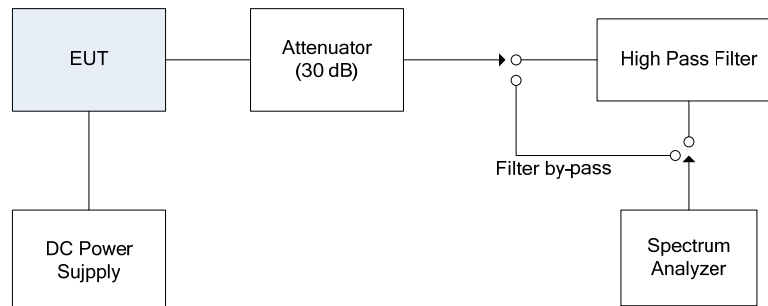 EUT
Attenuator
(30 dB)
High Pass Filter
Filter by-pass
DC Power
Sujpply
Spectrum
Analyzer